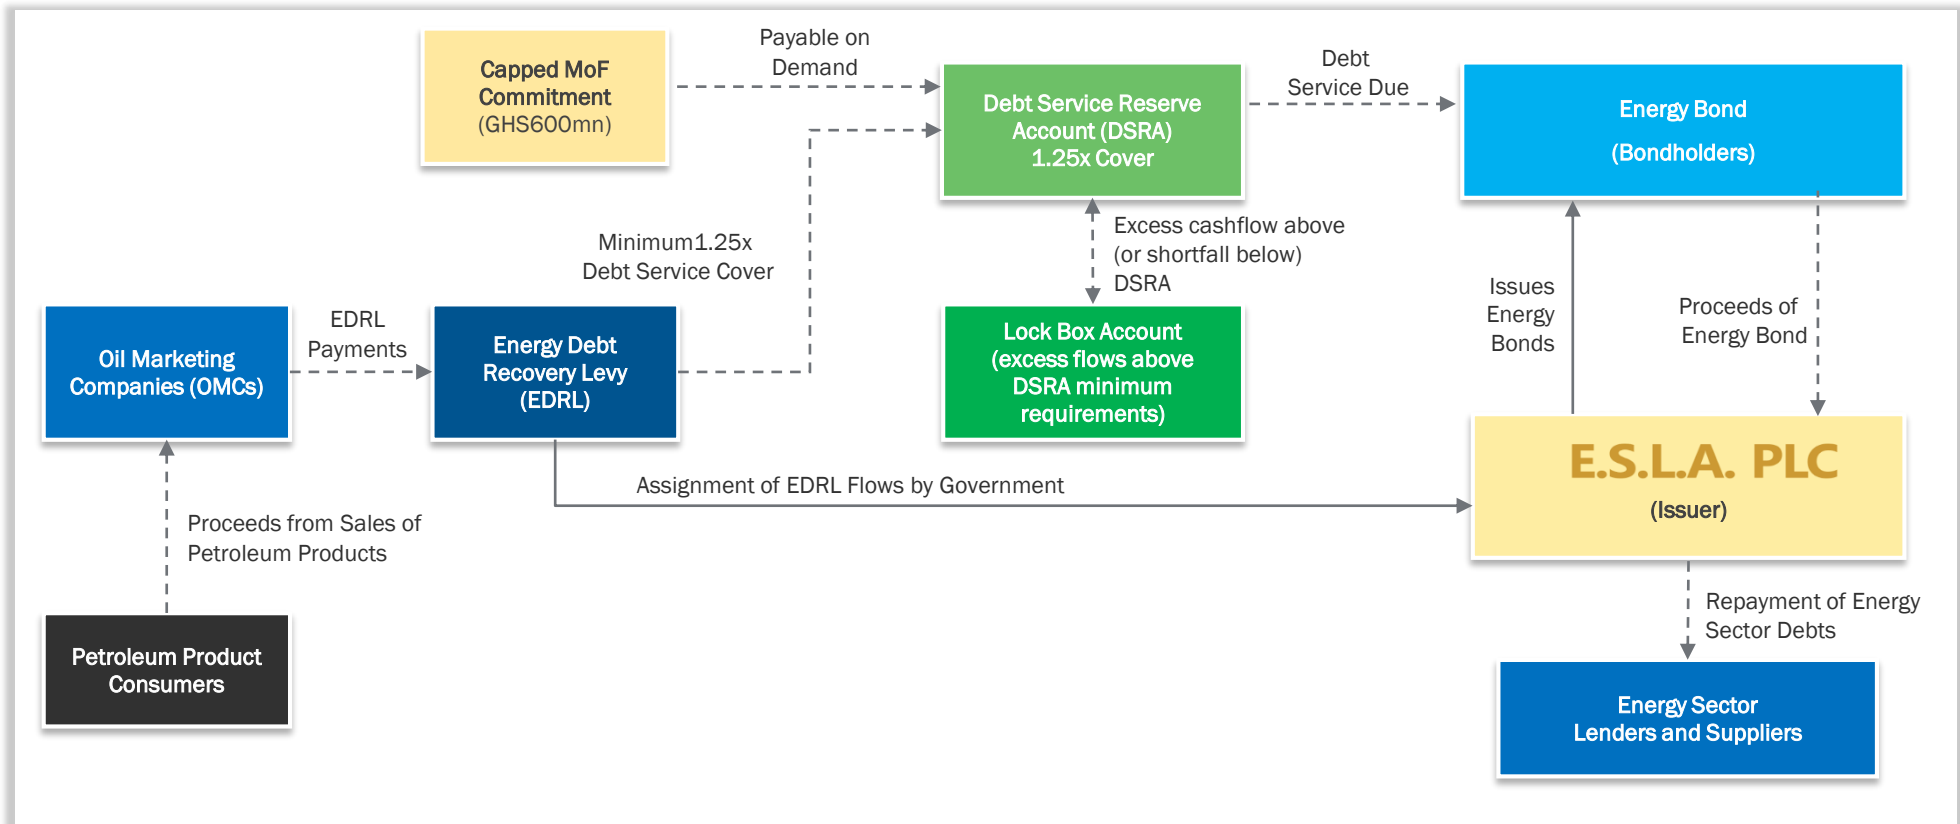 Capped MoF
Commitment
(GHS600mn)
Payable on
Demand
Debt Service Reserve
Account (DSRA)
1.25x Cover
Debt
Service Due
Energy Bond
(Bondholders)
Minimum1.25x
Debt Service Cover
Excess cashflow above
(or shortfall below)
DSRA
Issues
Energy
Bonds
Proceeds of
Energy Bond
Oil Marketing
Companies (OMCs)
EDRL
Payments
Energy Debt
Recovery Levy
(EDRL)
Lock Box Account
(excess flows above
DSRA minimum
requirements)
Assignment of EDRL Flows by Government
E.S.L.A. PLC
(Issuer)
Proceeds from Sales of
Petroleum Products
Petroleum Product
Consumers
Repayment of Energy
Sector Debts
Energy Sector
Lenders and Suppliers